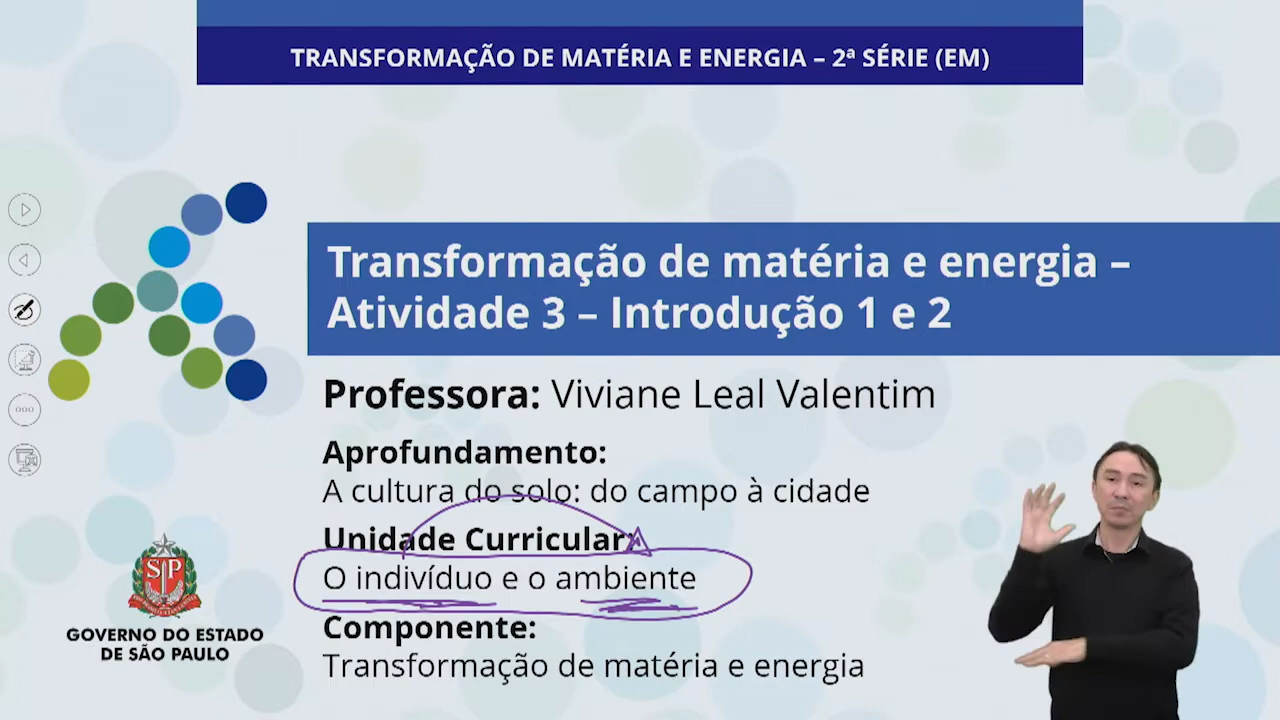 TRANSFORMAÇÃO DE MATÉRIA E ENERGIA – 2ª SÉRIE (EM)
Transformação de matéria e energia –
Atividade 3 – Introdução 1 e 2
Professora: Viviane Leal Valentim
Aprofundamento:
A cultura do solo: do campo à cidade
Unidade Curricular:
O indivíduo e o ambiente
Componente:
Transformação de matéria e energia
SP
GOVERNO DO ESTADO
DE SÃO PAULO